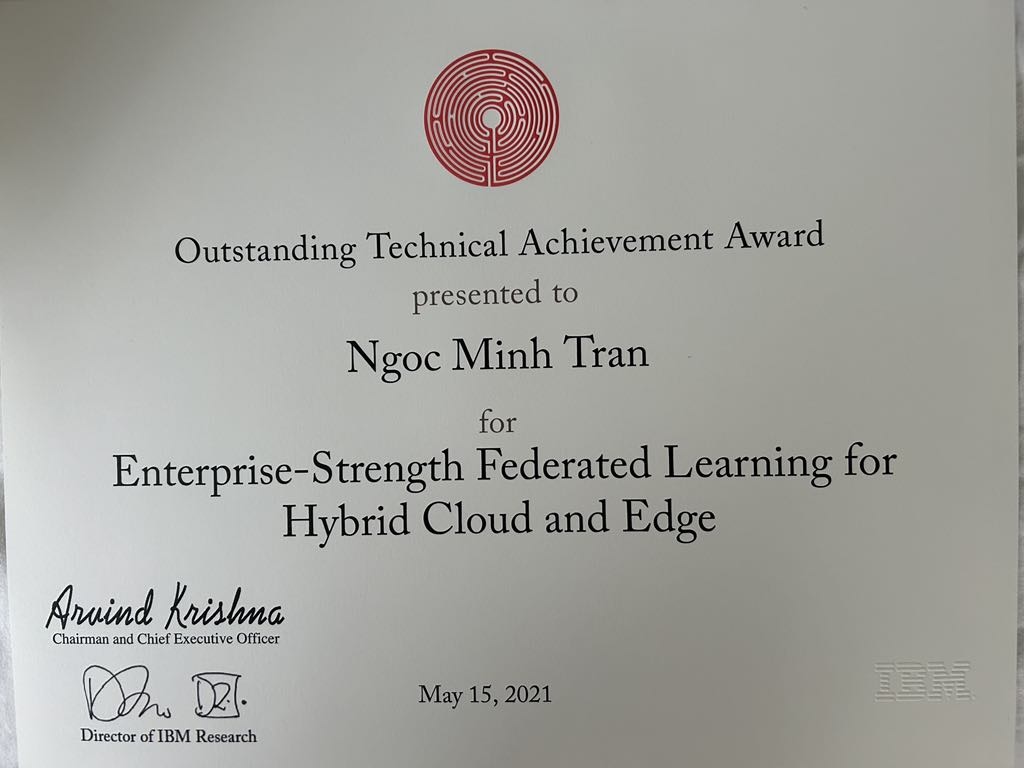 Outstanding Technical Achievement Award
presented to
Ngoc Minh Tran
for
Enterprise-Strength Federated Learning for
Hybrid Cloud and Edge
Arvind Krishna
Chairman and Chief Executive Officer
Director of IBM Research
May 15, 2021
IBM